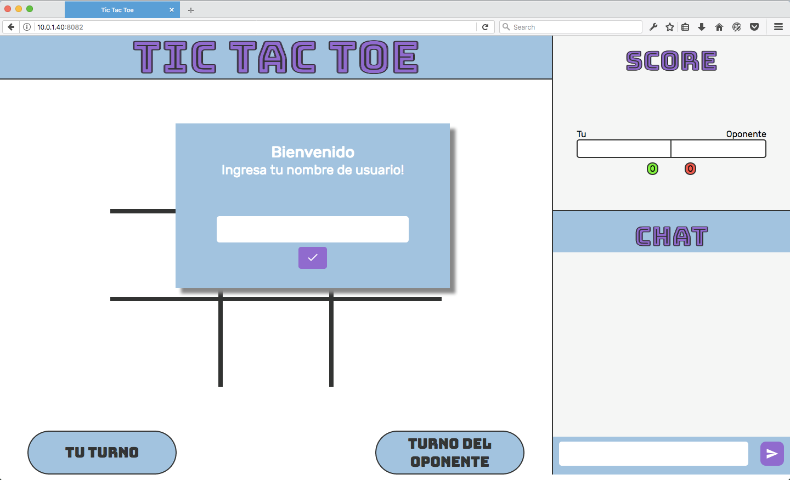 Tic Tac Toe
10.0.1.40:8082
Search
TIC TAC TOE
SCORE
Tu
Oponente
0
0
Bienvenido
Ingresa tu nombre de usuario!
CHAT
TU TURNO
TURNO DEL
OPONENTE